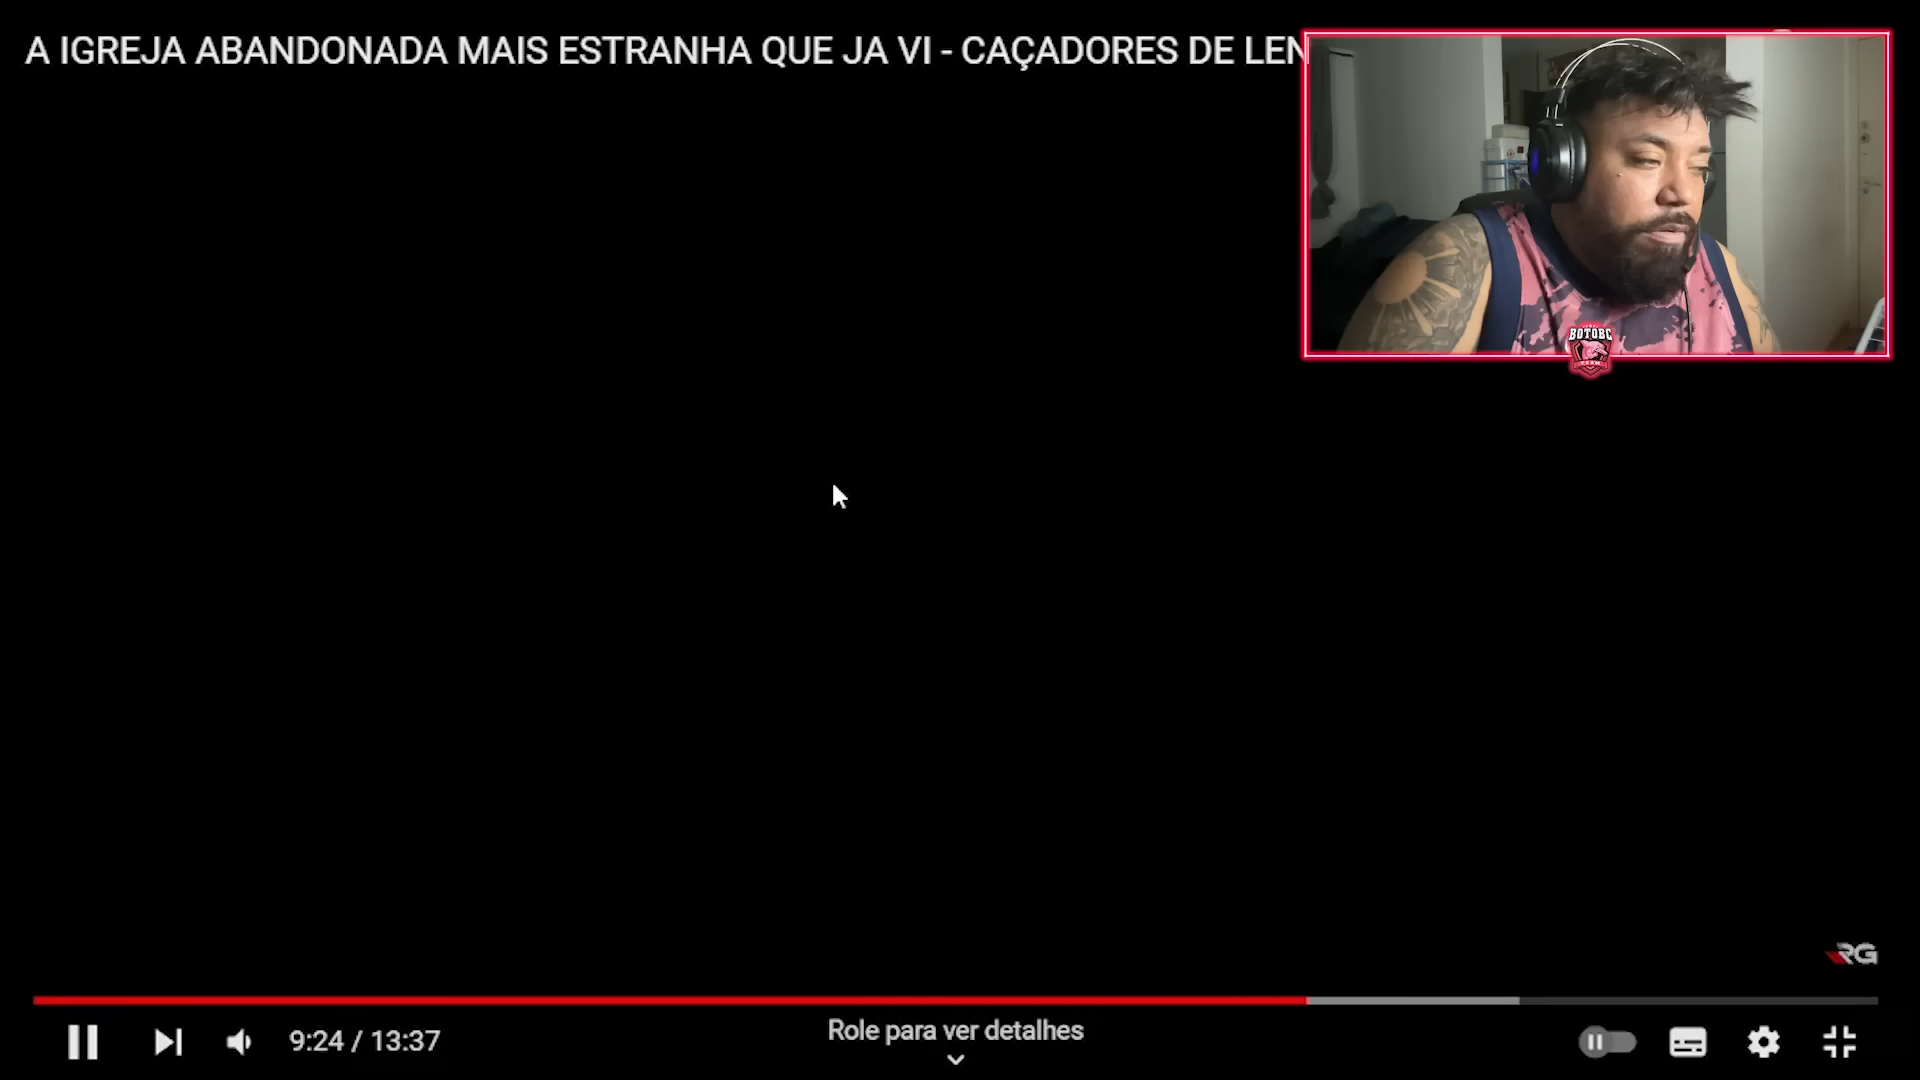 A IGREJA ABANDONADA MAIS ESTRANHA QUE JA VI - CAÇADORES DE LEN
BOTOBC
RG
9:24 / 13:37
Role para ver detalhes